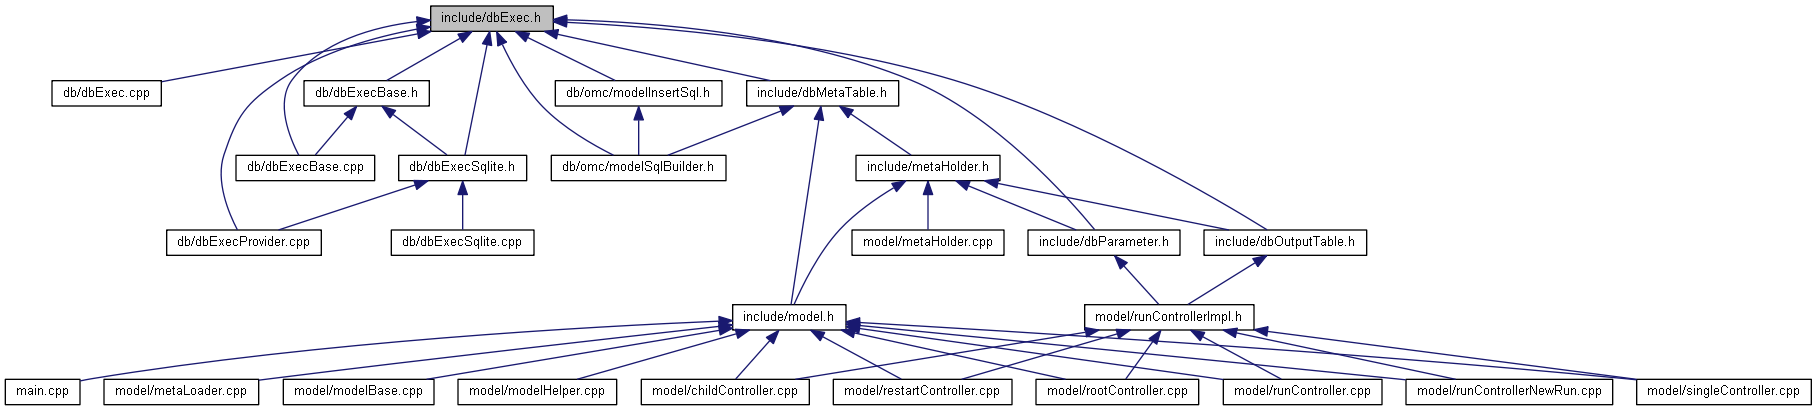 include/dbExec.h
db/dbExec.cpp
db/dbExecBase.h
db/omc/modelInsertSql.h
include/dbMetaTable.h
db/dbExecBase.cpp
db/dbExecSqlite.h
db/omc/modelSqlBuilder.h
include/metaHolder.h
db/dbExecProvider.cpp
db/dbExecSqlite.cpp
model/metaHolder.cpp
include/dbParameter.h
include/dbOutputTable.h
include/model.h
model/runControllerImpl.h
main.cpp
model/metaLoader.cpp
model/modelBase.cpp
model/modelHelper.cpp
model/childController.cpp
model/restartController.cpp
model/rootController.cpp
model/runController.cpp
model/runControllerNewRun.cpp
model/singleController.cpp